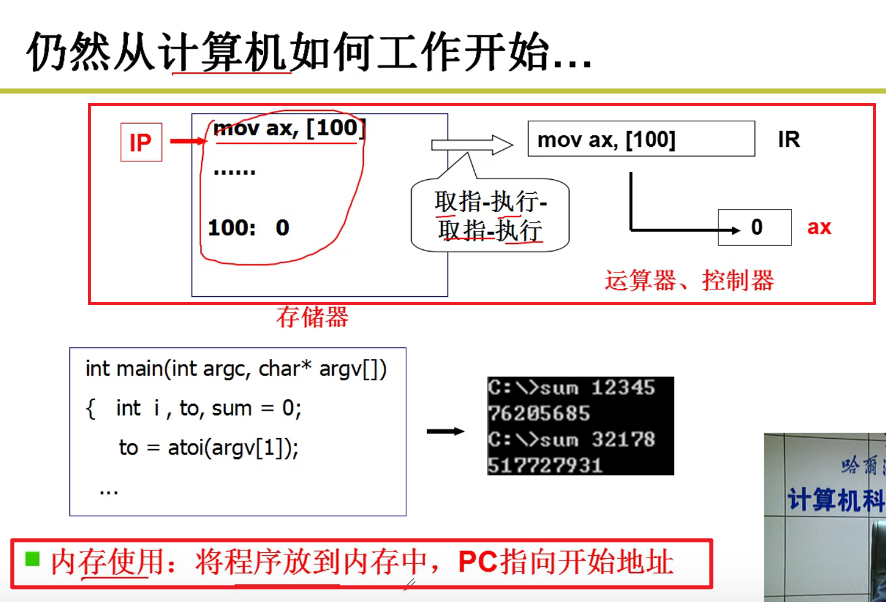 仍然从计算机如何工作开始…
IP
mov ax, [100]
......
100: 0
取指-执行-
取指-执行
mov ax, [100]
IR
0
ax
运算器、控制器
存储器
int main(int argc, char* argv[])
{ int i , to, sum = 0;
to = atoi(argv[1]);
...
C:\>sum 12345
76205685
C:\>sum 32178
517727931
内存使用：将程序放到内存中，PC指向开始地址
哈爾
计算机科